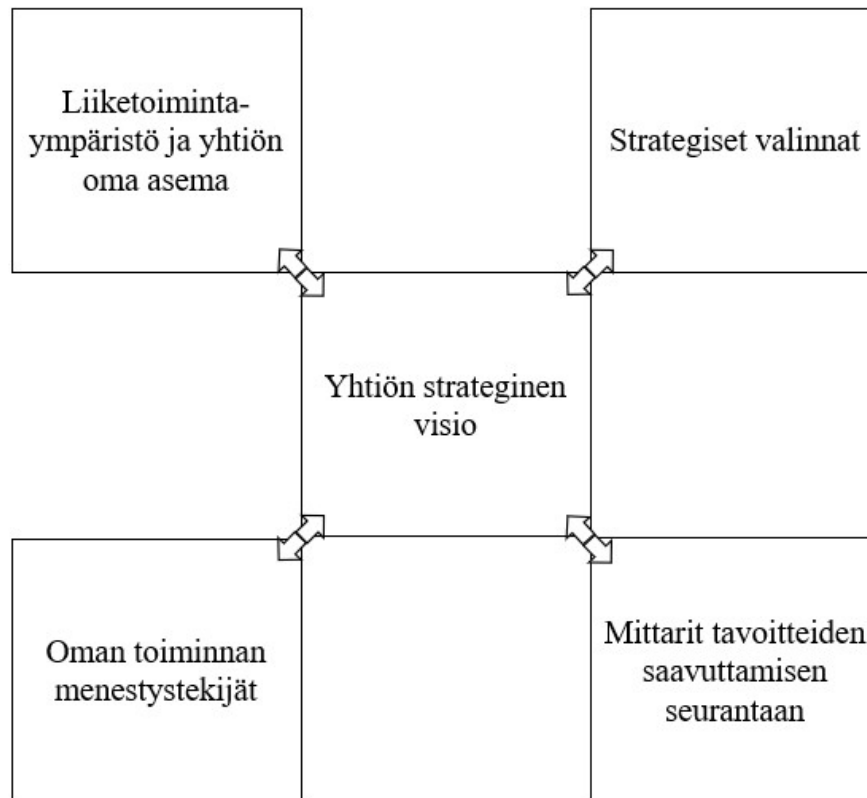 Liiketoiminta-
ympäristö ja yhtiön
oma asema
Strategiset valinnat
Yhtiön strateginen
visio
Oman toiminnan
menestystekijät
Mittarit tavoitteiden
saavuttamisen
seurantaan